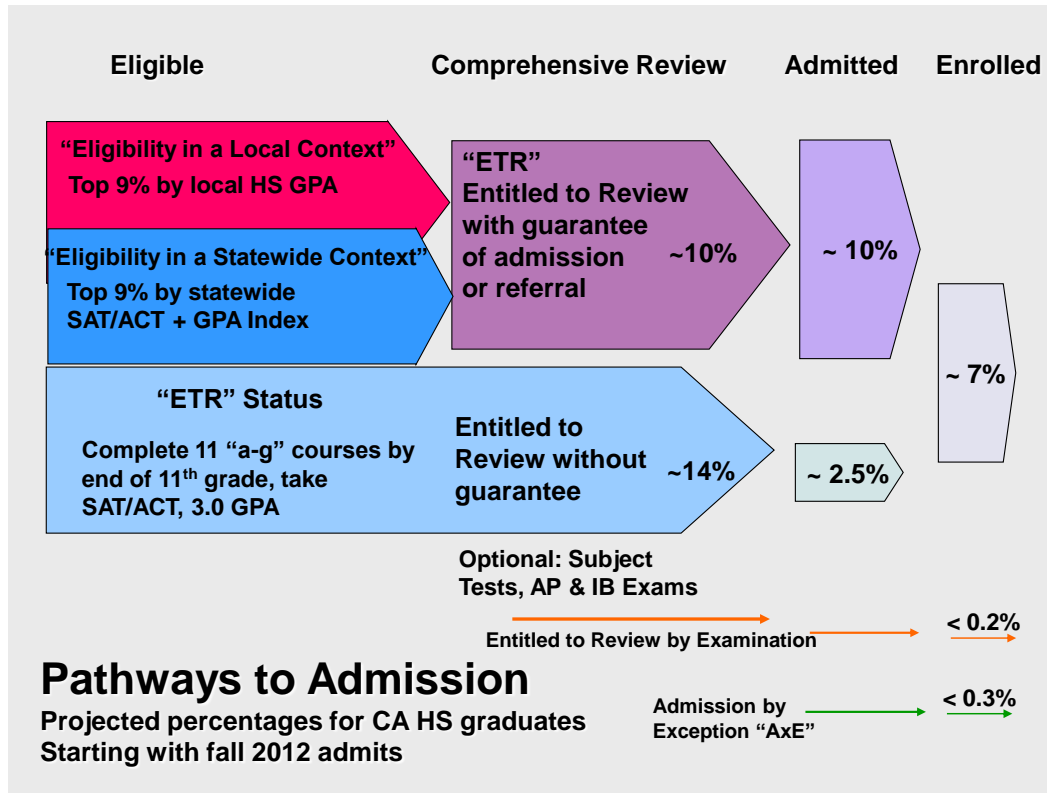 Eligible
Comprehensive Review
Admitted
Enrolled
“Eligibility in a Local Context”
Top 9% by local HS GPA
“Eligibility in a Statewide Context”
Top 9% by statewide
SAT/ACT + GPA Index
“ETR”
Entitled to Review
with guarantee
of admission
or referral
~10%
~ 10%
~ 7%
“ETR” Status
Complete 11 “a-g” courses by
end of 11th grade, take
SAT/ACT, 3.0 GPA
Entitled to
Review without
guarantee
~14%
~ 2.5%
Optional: Subject
Tests, AP & IB Exams
Entitled to Review by Examination
< 0.2%
Admission by
Exception “AxE”
< 0.3%
Pathways to Admission
Projected percentages for CA HS graduates
Starting with fall 2012 admits